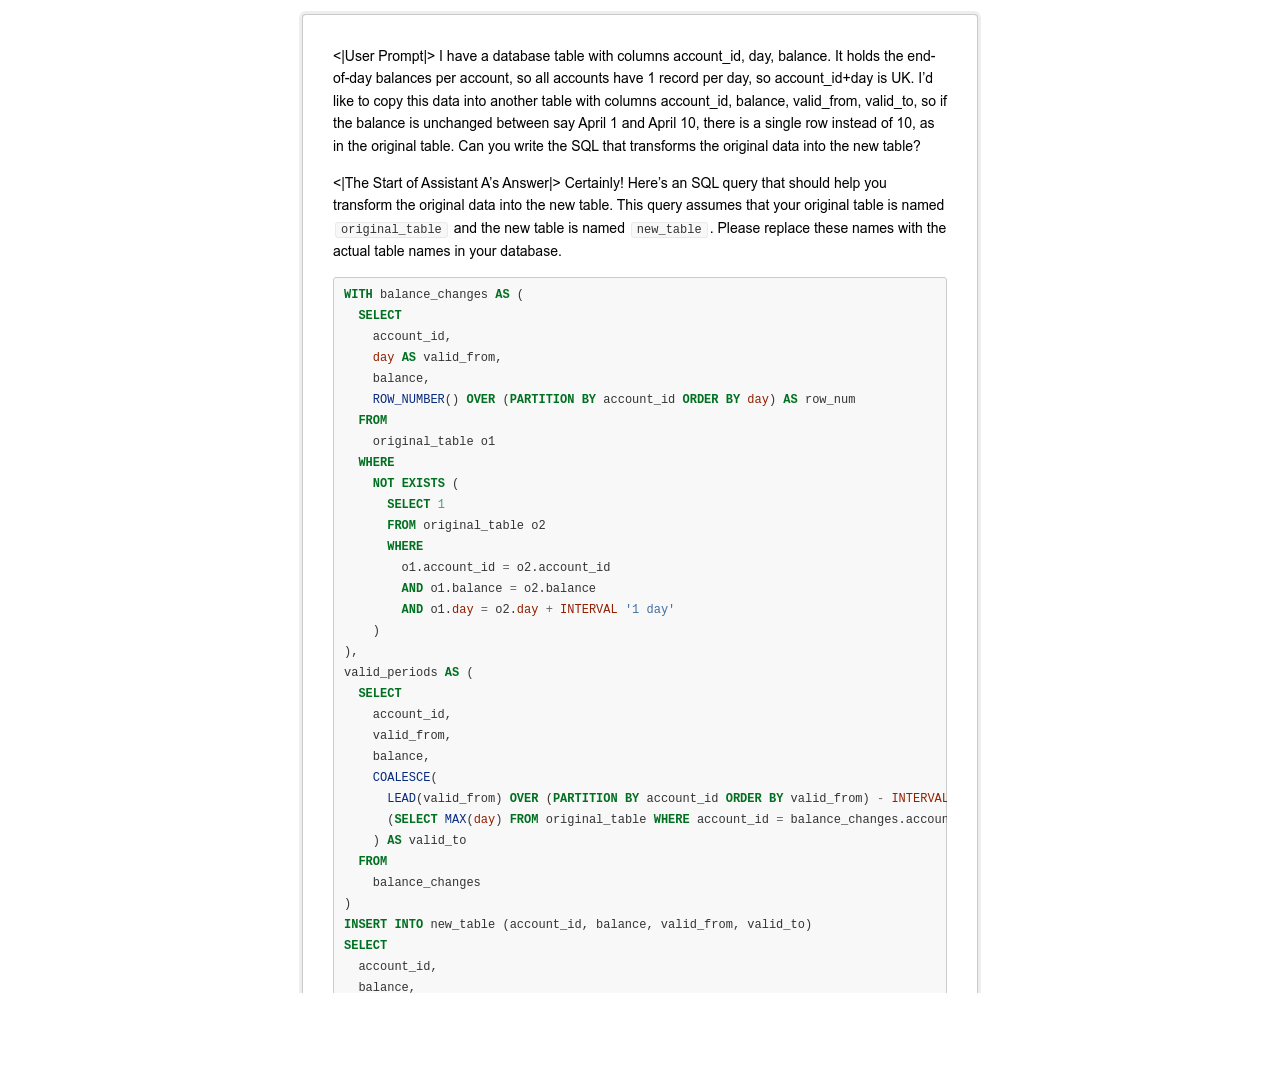 <|User Prompt|> I have a database table with columns account_id, day, balance. It holds the end-
of-day balances per account, so all accounts have 1 record per day, so account_id+day is UK. I’d
like to copy this data into another table with columns account_id, balance, valid_from, valid_to, so if
the balance is unchanged between say April 1 and April 10, there is a single row instead of 10, as
in the original table. Can you write the SQL that transforms the original data into the new table?
<|The Start of Assistant A’s Answer|> Certainly! Here’s an SQL query that should help you
transform the original data into the new table. This query assumes that your original table is named
original_table and the new table is named new_table. Please replace these names with the
actual table names in your database.
WITH balance_changes AS (
  SELECT
    account_id,
    day AS valid_from,
    balance,
    ROW_NUMBER() OVER (PARTITION BY account_id ORDER BY day) AS row_num
  FROM
    original_table o1
  WHERE
    NOT EXISTS (
      SELECT 1
      FROM original_table o2
      WHERE
        o1.account_id = o2.account_id
        AND o1.balance = o2.balance
        AND o1.day = o2.day + INTERVAL '1 day'
    )
),
valid_periods AS (
  SELECT
    account_id,
    valid_from,
    balance,
    COALESCE(
      LEAD(valid_from) OVER (PARTITION BY account_id ORDER BY valid_from) - INTERVAL
      (SELECT MAX(day) FROM original_table WHERE account_id = balance_changes.accoun
    ) AS valid_to
  FROM
    balance_changes
)
INSERT INTO new_table (account_id, balance, valid_from, valid_to)
SELECT
  account_id,
  balance,